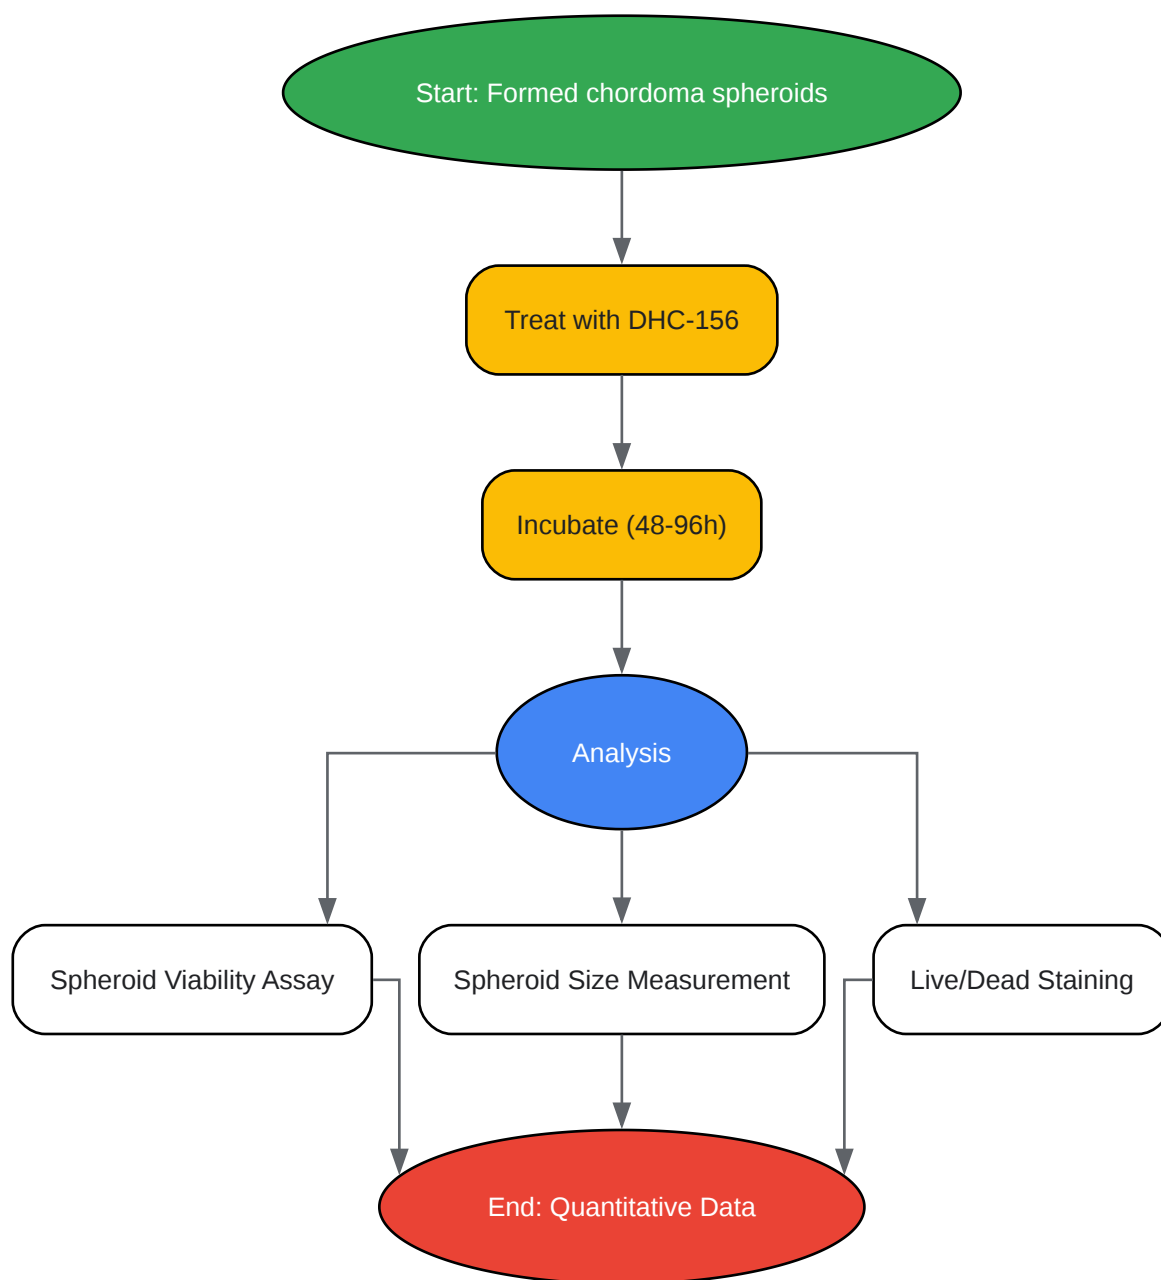 Start: Formed chordoma spheroids
Treat with DHC-156
Incubate (48-96h)
Analysis
Spheroid Viability Assay
Spheroid Size Measurement
Live/Dead Staining
End: Quantitative Data